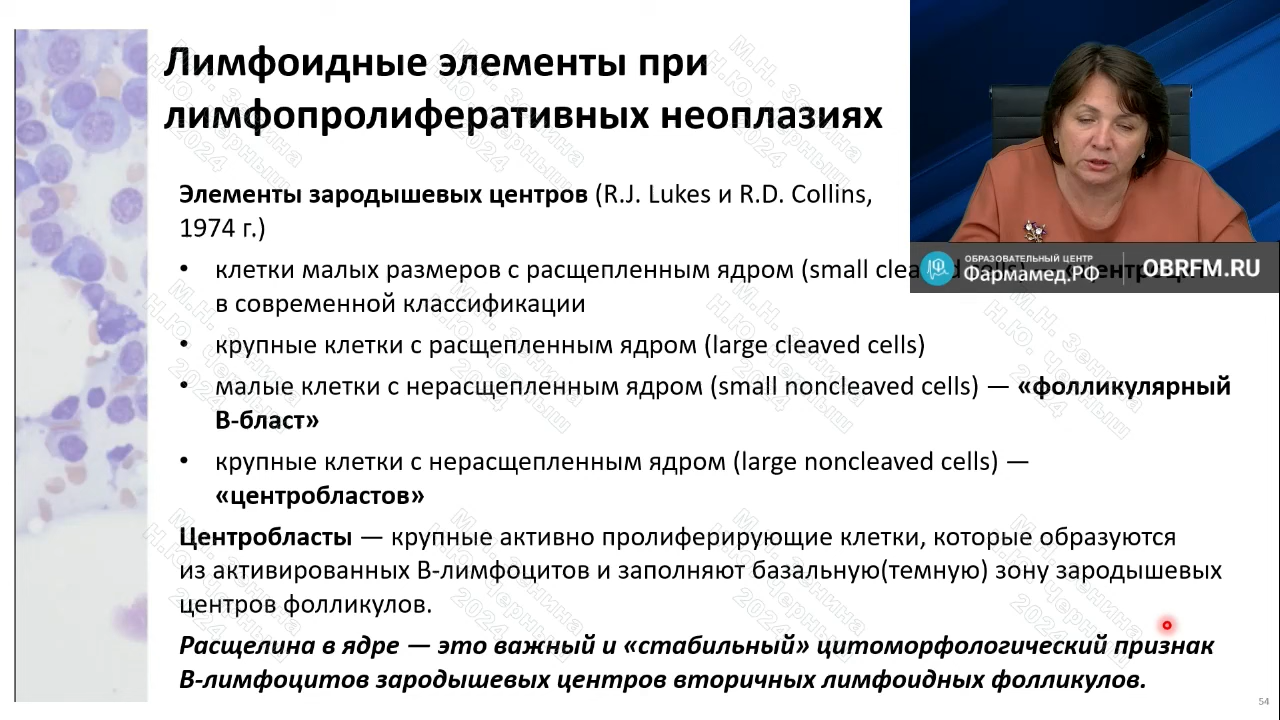 Лимфоидные элементы при
лимфопролиферативных неоплазиях
Элементы зародышевых центров (R.J. Lukes и R.D. Collins,
1974 г.)
• клетки малых размеров с расщепленным ядром (small
в современной классификации
• крупные клетки с расщепленным ядром (large cleaved cells)
• малые клетки с нерасщепленным ядром (small noncleaved cells) — «фолликулярный
В-бласт»
• крупные клетки с нерасщепленным ядром (large noncleaved cells) —
«центробластов»
Центробласты — крупные активно пролиферирующие клетки, которые образуются
из активированных В-лимфоцитов и заполняют базальную(темную) зону зародышевых
центров фолликулов.
Расщелина в ядре — это важный и «стабильный» цитоморфологический признак
В-лимфоцитов зародышевых центров вторичных лимфоидных фолликулов.
ОБРАЗОВАТЕЛЬНЫЙ ЦЕНТР
Фармамед.РФ
OBRFM.RU
М.Н. Зенина
Н.Ю. Черныш
2024
54